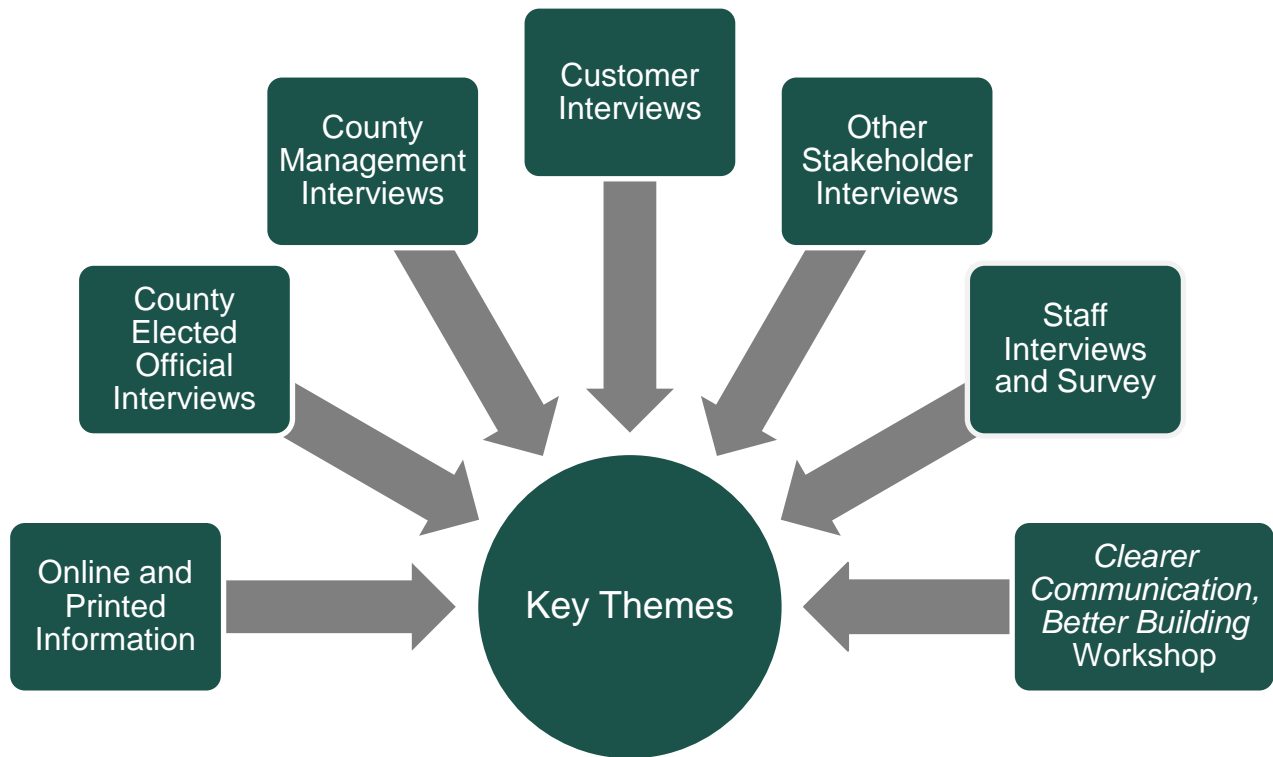 Customer
Interviews
County
Management
Interviews
Other
Stakeholder
Interviews
County
Elected
Official
Interviews
Staff
Interviews
and Survey
Online and
Printed
Information
Key Themes
Clearer
Communication,
Better Building
Workshop